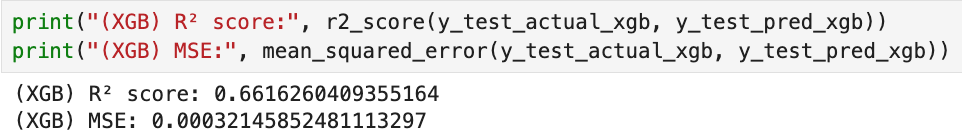 print("(XGB) R² score:", r2_score(y_test_actual_xgb, y_test_pred_xgb))
print("(XGB) MSE:", mean_squared_error(y_test_actual_xgb, y_test_pred_xgb))
(XGB) R² score: 0.6616260409355164
(XGB) MSE: 0.00032145852481113297